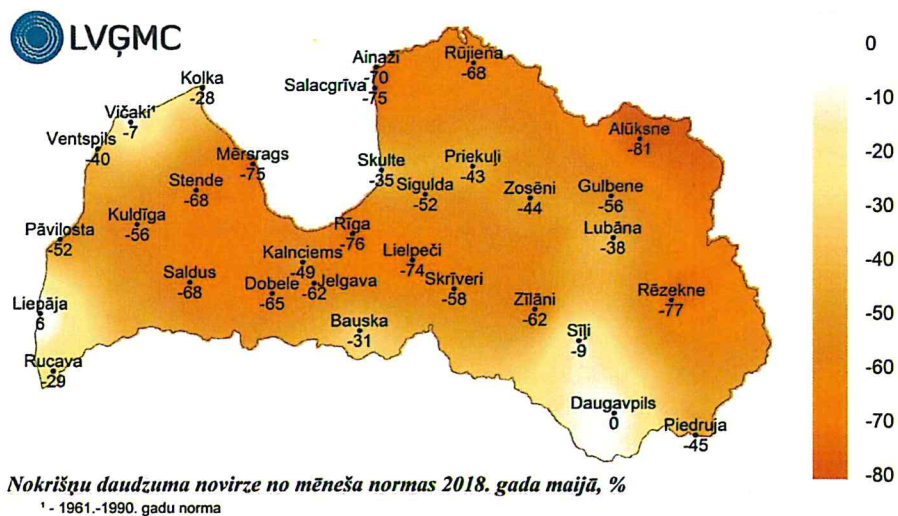 LVĢMC
0
-10
-20
-30
-40
-50
-60
-70
-80
Ainaži
-70
Rūjiena
-68
Salacgrīva
-75
Kolka
-28
Vičaki¹
-7
Ventspils
-40
Alūksne
-81
Mērsrags
-75
Skulte
-35
Priekuļi
-43
Stende
-68
Sigulda
-52
Zosēni
-44
Gulbene
-56
Kuldīga
-56
Pāvilosta
-52
Rīga
-76
Lubāna
-38
Kalnciems
-49
Lielpeči
-74
Saldus
-68
Dobele
-65
Jelgava
-62
Skrīveri
-58
Rēzekne
-77
Zīlāni
-62
Liepāja
6
Bauska
-31
Sīļi
-9
Rucava
-29
Daugavpils
0
Piedruja
-45
Nokrišņu daudzuma novirze no mēneša normas 2018. gada maijā, %
¹ - 1961.-1990. gadu norma